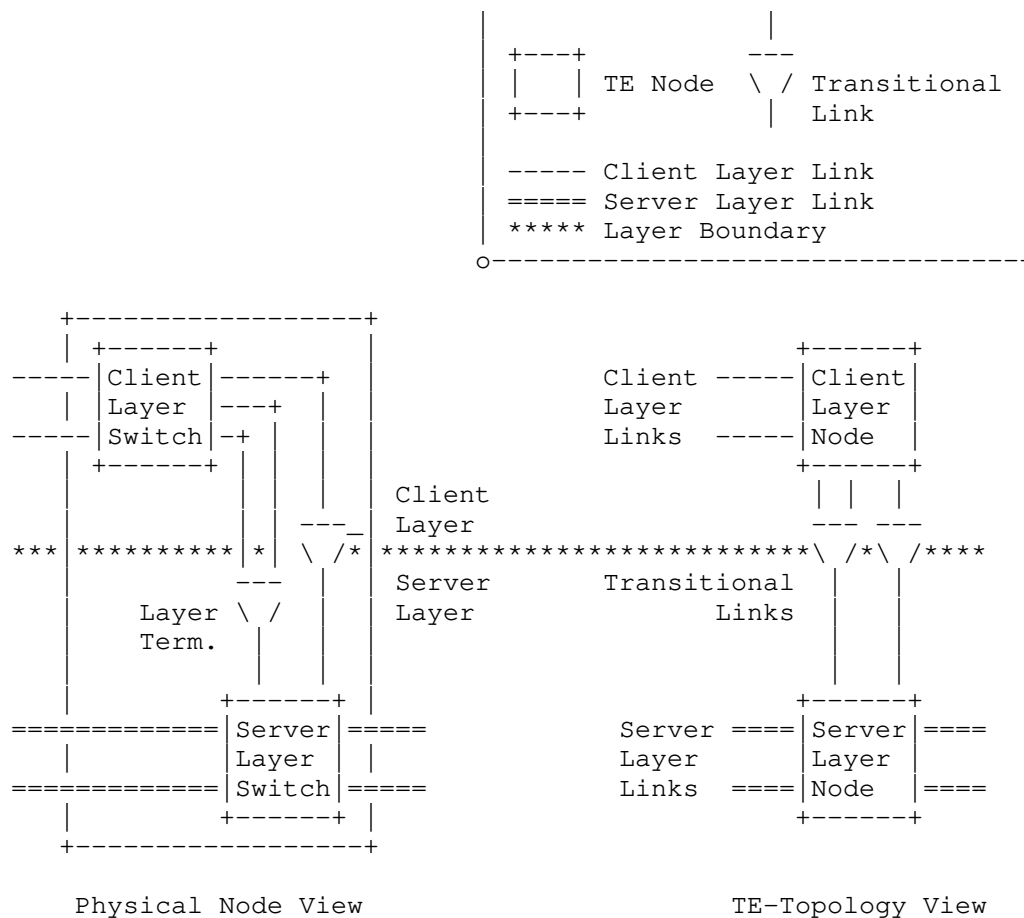 TE Node
Transitional
Link
----- Client Layer Link
===== Server Layer Link
***** Layer Boundary
Client
Layer
Switch
Client
Layer
Links
Client
Layer
Node
Client
Layer
Server
Layer
Transitional
Links
Layer
Term.
Server
Layer
Switch
Server
Layer
Links
Server
Layer
Node
Physical Node View
TE-Topology View